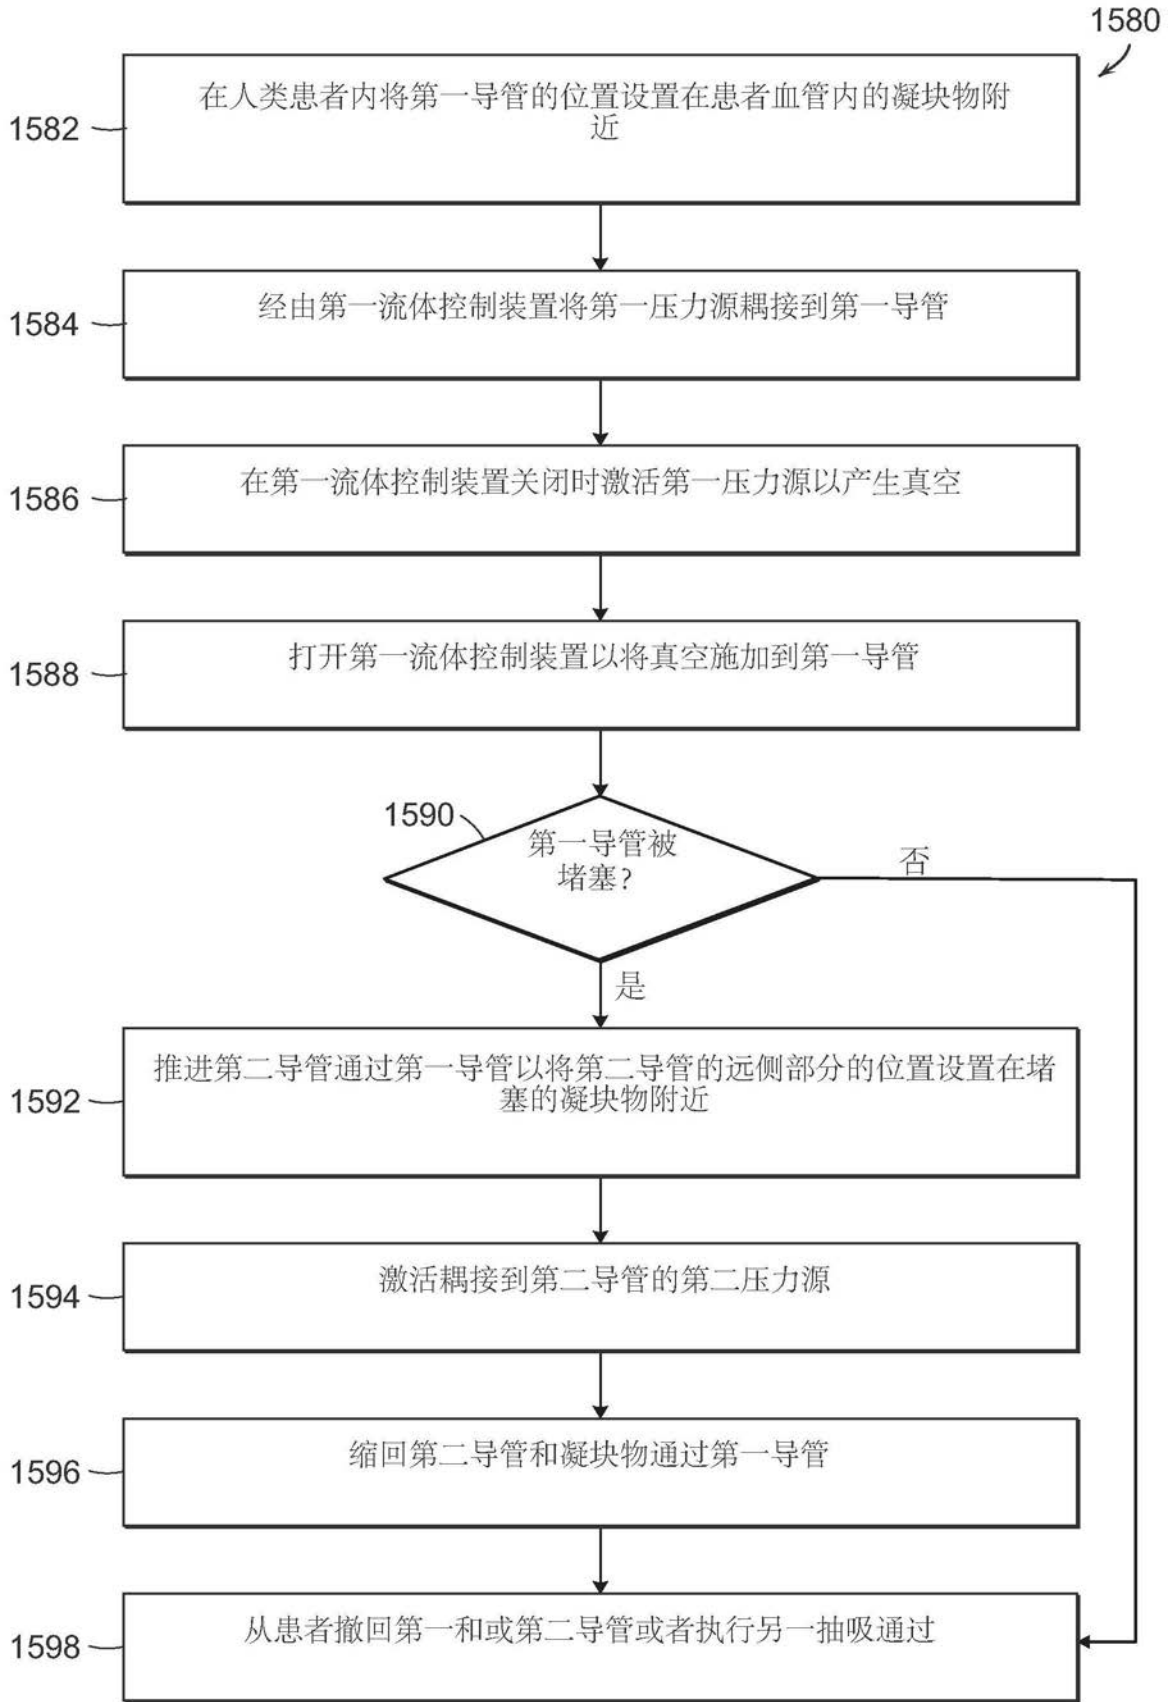 1580
1582
在人类患者内将第一导管的位置设置在患者血管内的凝块物附
近
1584
经由第一流体控制装置将第一压力源耦接到第一导管
1586
在第一流体控制装置关闭时激活第一压力源以产生真空
1588
打开第一流体控制装置以将真空施加到第一导管
1590
第一导管被
堵塞?
否
是
1592
推进第二导管通过第一导管以将第二导管的远侧部分的位置设置在堵
塞的凝块物附近
1594
激活耦接到第二导管的第二压力源
1596
缩回第二导管和凝块物通过第一导管
1598
从患者撤回第一和或第二导管或者执行另一抽吸通过